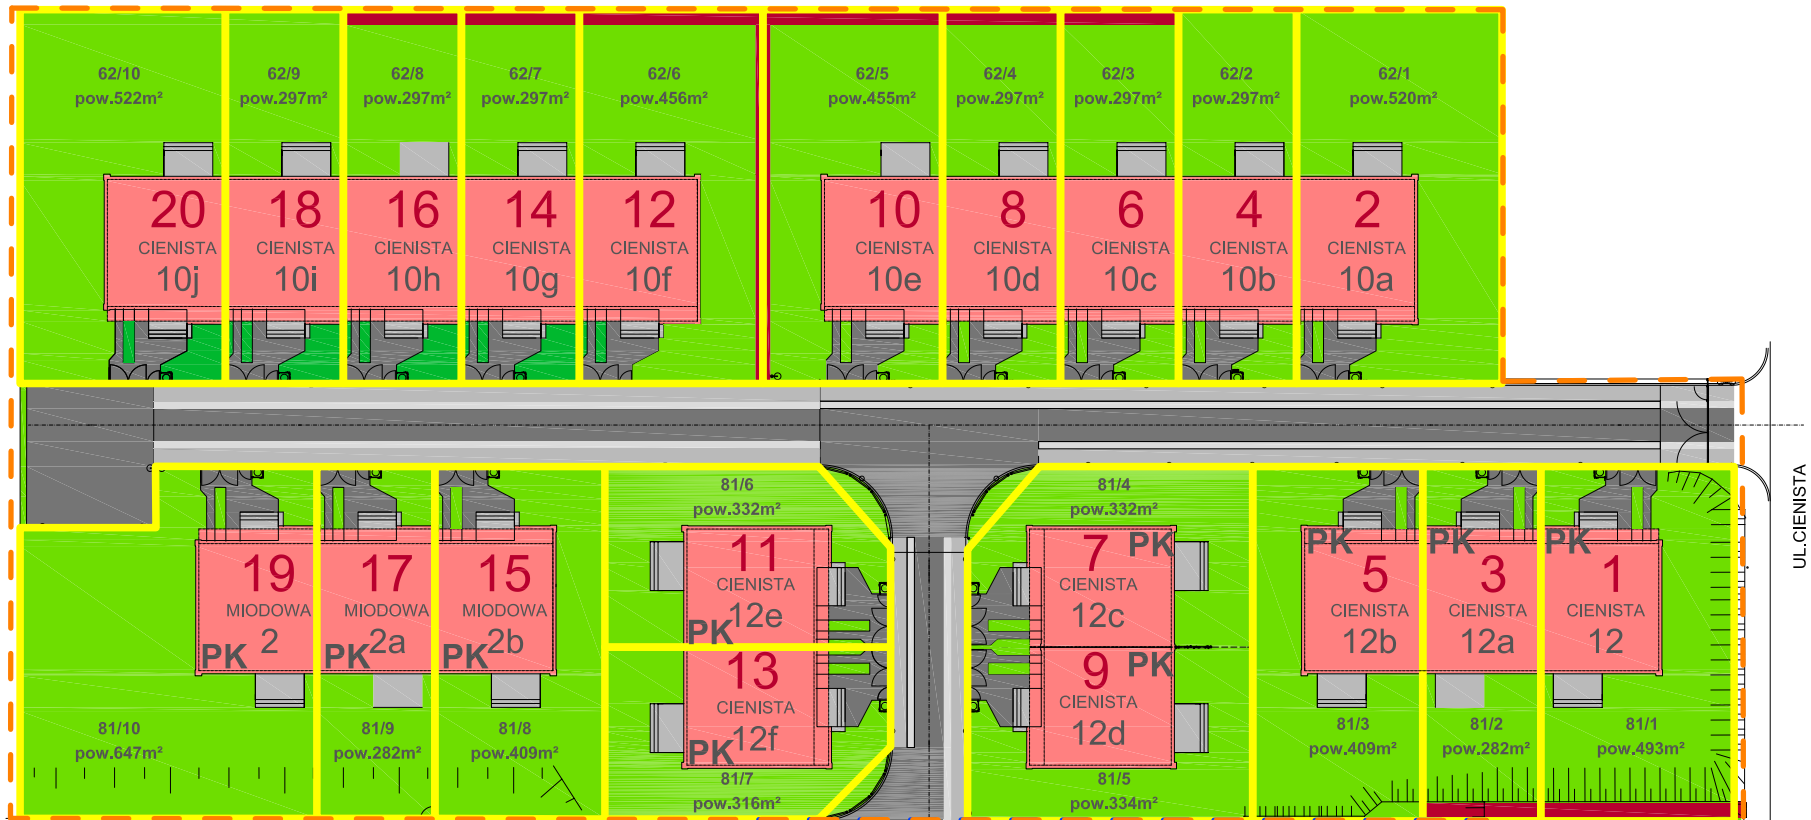 62/10
pow.522m²
62/9
pow.297m²
62/8
pow.297m²
62/7
pow.297m²
62/6
pow.456m²
62/5
pow.455m²
62/4
pow.297m²
62/3
pow.297m²
62/2
pow.297m²
62/1
pow.520m²
20
CIENISTA
10j
18
CIENISTA
10i
16
CIENISTA
10h
14
CIENISTA
10g
12
CIENISTA
10f
10
CIENISTA
10e
8
CIENISTA
10d
6
CIENISTA
10c
4
CIENISTA
10b
2
CIENISTA
10a
UL.CIENISTA
19
MIODOWA
PK 2
17
MIODOWA
PK 2a
15
MIODOWA
PK 2b
81/10
pow.647m²
81/9
pow.282m²
81/8
pow.409m²
81/6
pow.332m²
11
CIENISTA
12e
PK
13
CIENISTA
PK 12f
81/7
pow.316m²
81/4
pow.332m²
7 PK
CIENISTA
12c
9 PK
CIENISTA
12d
81/5
pow.334m²
PK
5
CIENISTA
12b
PK
3
CIENISTA
12a
PK
1
CIENISTA
12
81/3
pow.409m²
81/2
pow.282m²
81/1
pow.493m²